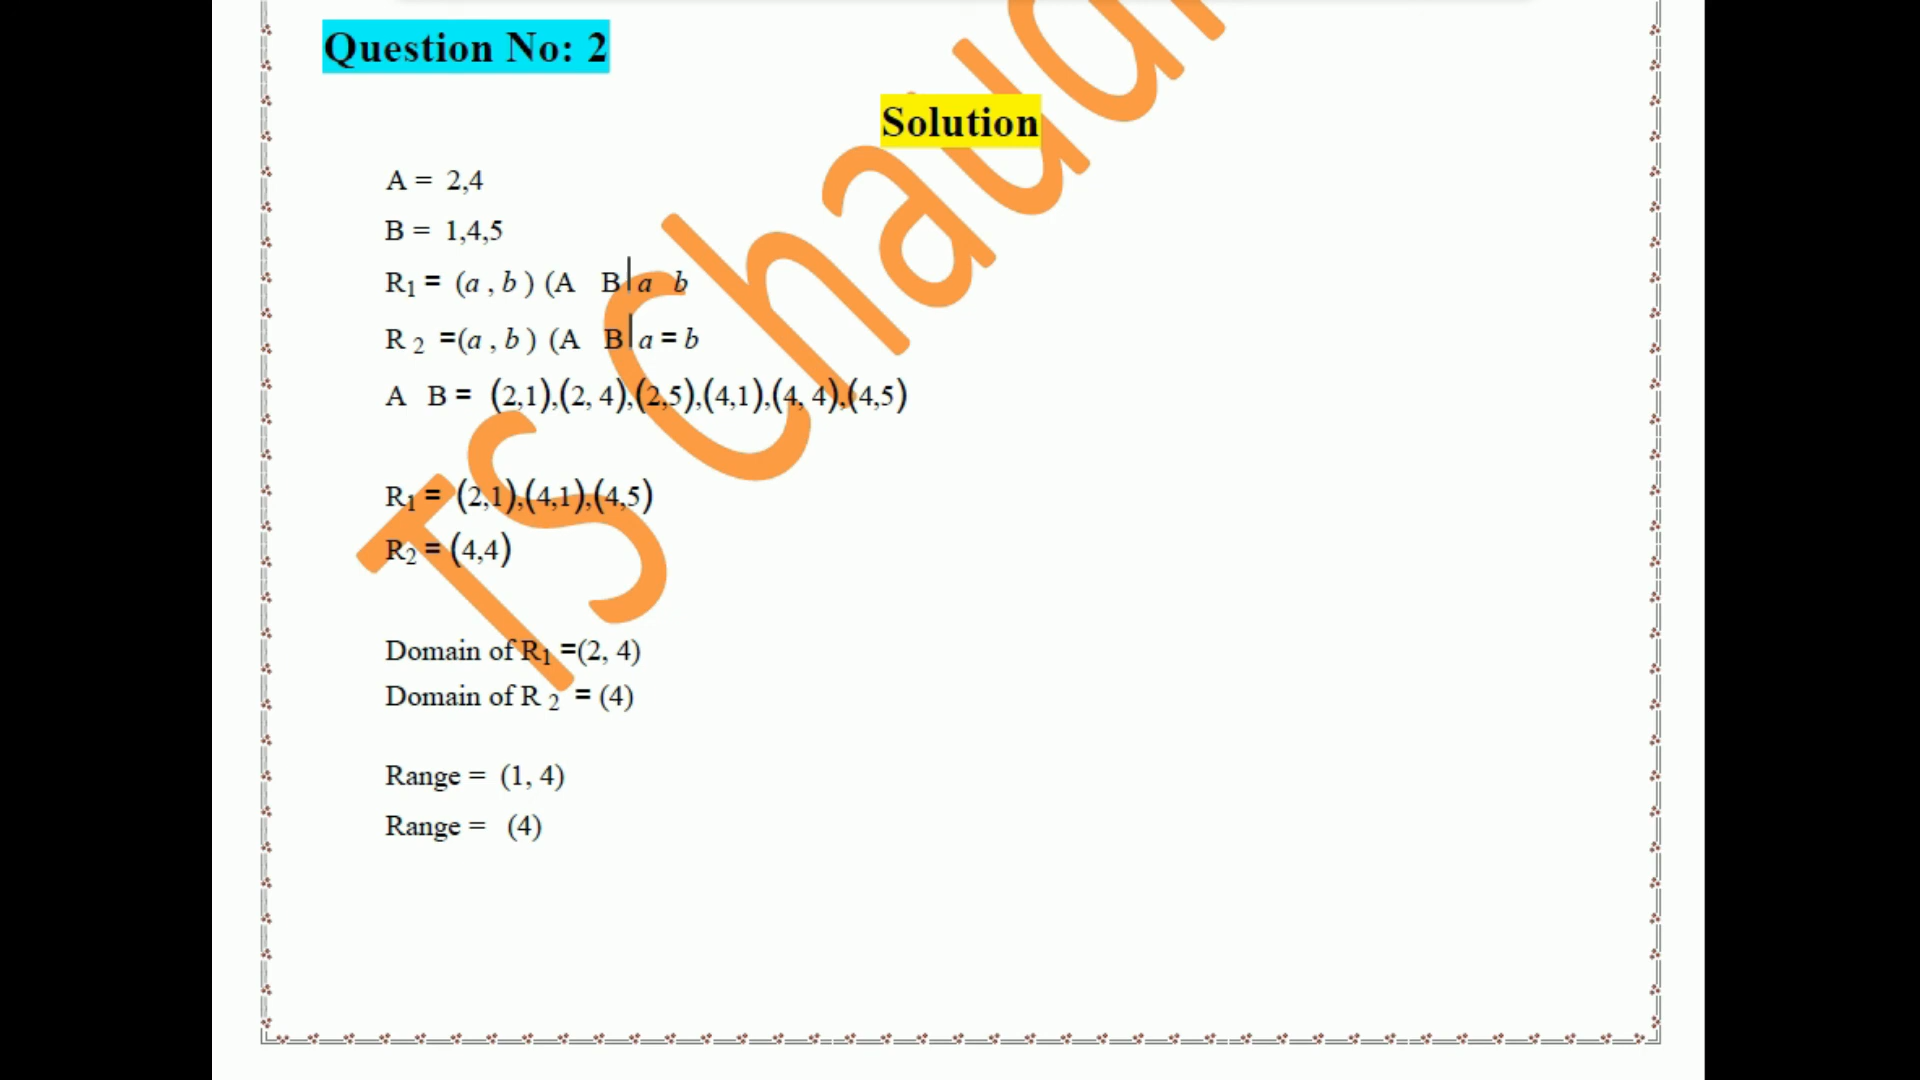 Question No: 2
Solution
A = 2,4
B = 1,4,5
R1 = (a , b ) (A B|a b
R 2 =(a , b ) (A B|a = b
A B = (2,1),(2, 4),(2,5),(4,1),(4, 4),(4,5)
R1 = (2,1),(4,1),(4,5)
R2 = (4,4)
Domain of R1 =(2, 4)
Domain of R 2 = (4)
Range = (1, 4)
Range = (4)